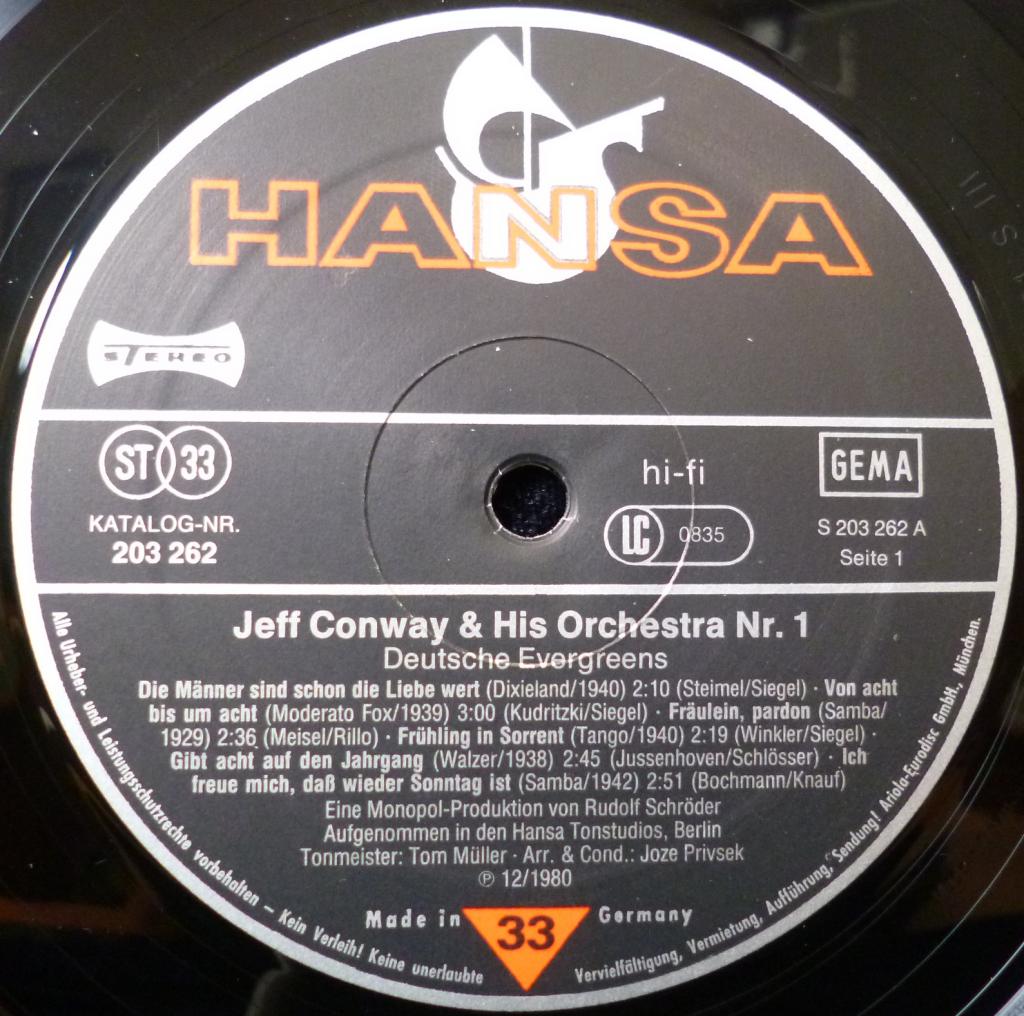 HANSA
STEREO
ST 33
KATALOG-NR.
203 262
hi-fi
LC 0835
GEMA
S 203 262 A
Seite 1
Jeff Conway & His Orchestra Nr. 1
Deutsche Evergreens
Die Männer sind schon die Liebe wert (Dixieland/1940) 2:10 (Steimel/Siegel) · Von acht
bis um acht (Moderato Fox/1939) 3:00 (Kudritzki/Siegel) · Fräulein, pardon (Samba/
1929) 2:36 (Meisel/Rillo) · Frühling in Sorrent (Tango/1940) 2:19 (Winkler/Siegel) ·
Gibt acht auf den Jahrgang (Walzer/1938) 2:45 (Jussenhoven/Schlösser) · Ich
freue mich, daß wieder Sonntag ist (Samba/1942) 2:51 (Bochmann/Knauf)
Eine Monopol-Produktion von Rudolf Schröder
Aufgenommen in den Hansa Tonstudios, Berlin
Tonmeister: Tom Müller · Arr. & Cond.: Joze Privsek
℗ 12/1980
Made in 33 Germany
Alle Urheber- und Leistungsschutzrechte vorbehalten – Kein Verleih! Keine unerlaubte Vervielfältigung, Vermietung, Aufführung, Sendung! Ariola-Eurodisc GmbH., München.